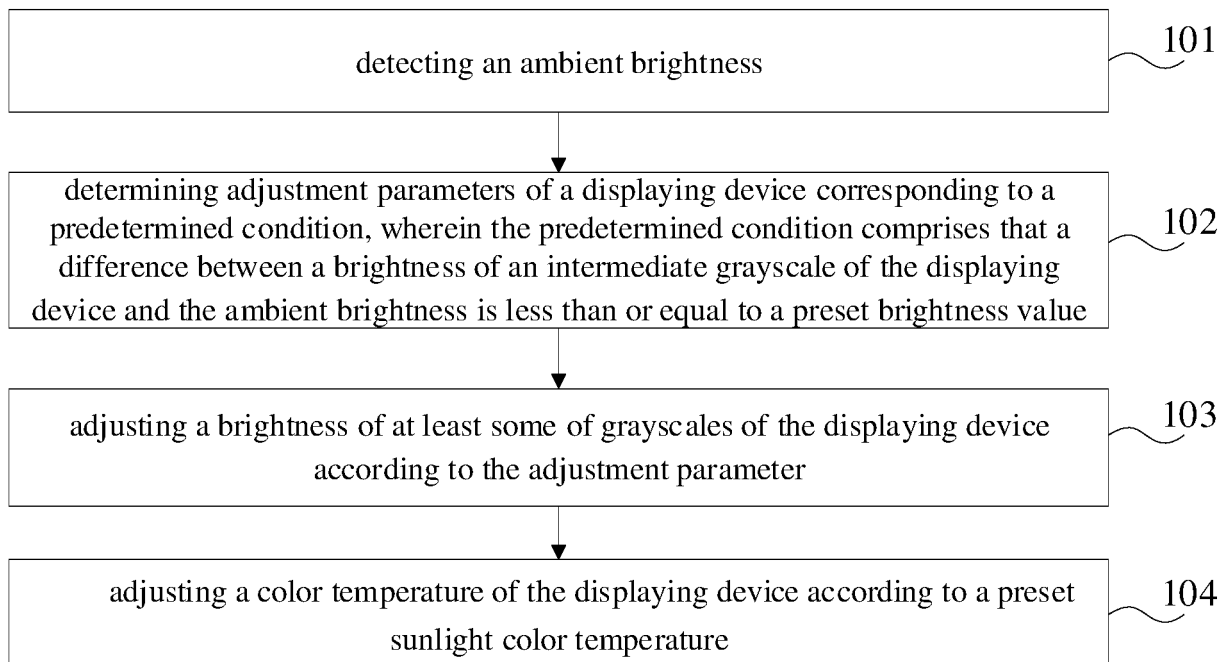 detecting an ambient brightness
101
determining adjustment parameters of a displaying device corresponding to a
predetermined condition, wherein the predetermined condition comprises that a
difference between a brightness of an intermediate grayscale of the displaying
device and the ambient brightness is less than or equal to a preset brightness value
102
adjusting a brightness of at least some of grayscales of the displaying device
according to the adjustment parameter
103
adjusting a color temperature of the displaying device according to a preset
sunlight color temperature
104